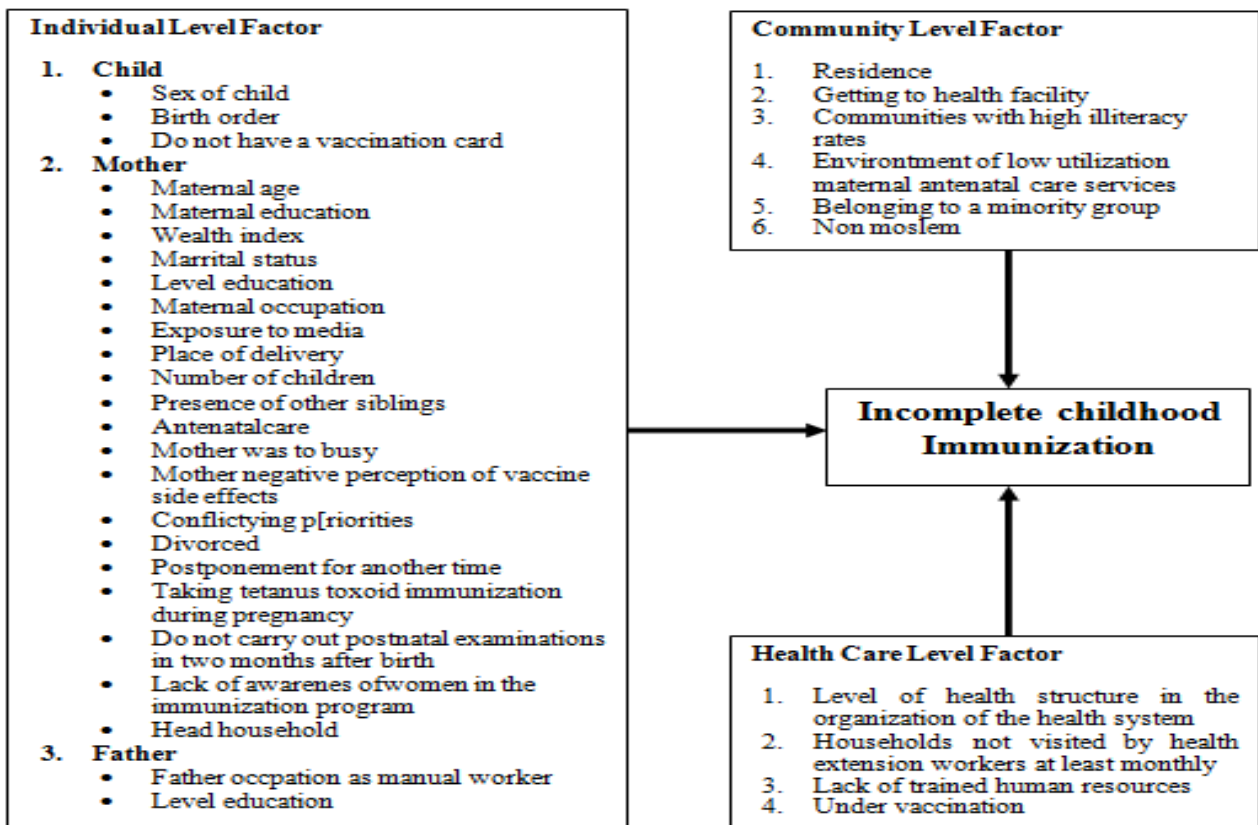 Individual Level Factor
1. Child
• Sex of child
• Birth order
• Do not have a vaccination card
2. Mother
• Maternal age
• Maternal education
• Wealth index
• Marrital status
• Level education
• Maternal occupation
• Exposure to media
• Place of delivery
• Number of children
• Presence of other siblings
• Antenatalcare
• Mother was to busy
• Mother negative perception of vaccine
side effects
• Conflictying p[riorities
• Divorced
• Postponement for another time
• Taking tetanus toxoid immunization
during pregnancy
• Do not carry out postnatal examinations
in two months after birth
• Lack of awarenes ofwomen in the
immunization program
• Head household
3. Father
• Father occpation as manual worker
• Level education
Community Level Factor
1. Residence
2. Getting to health facility
3. Communities with high illiteracy
rates
4. Environtment of low utilization
maternal antenatal care services
5. Belonging to a minority group
6. Non moslem
Incomplete childhood
Immunization
Health Care Level Factor
1. Level of health structure in the
organization of the health system
2. Households not visited by health
extension workers at least monthly
3. Lack of trained human resources
4. Under vaccination